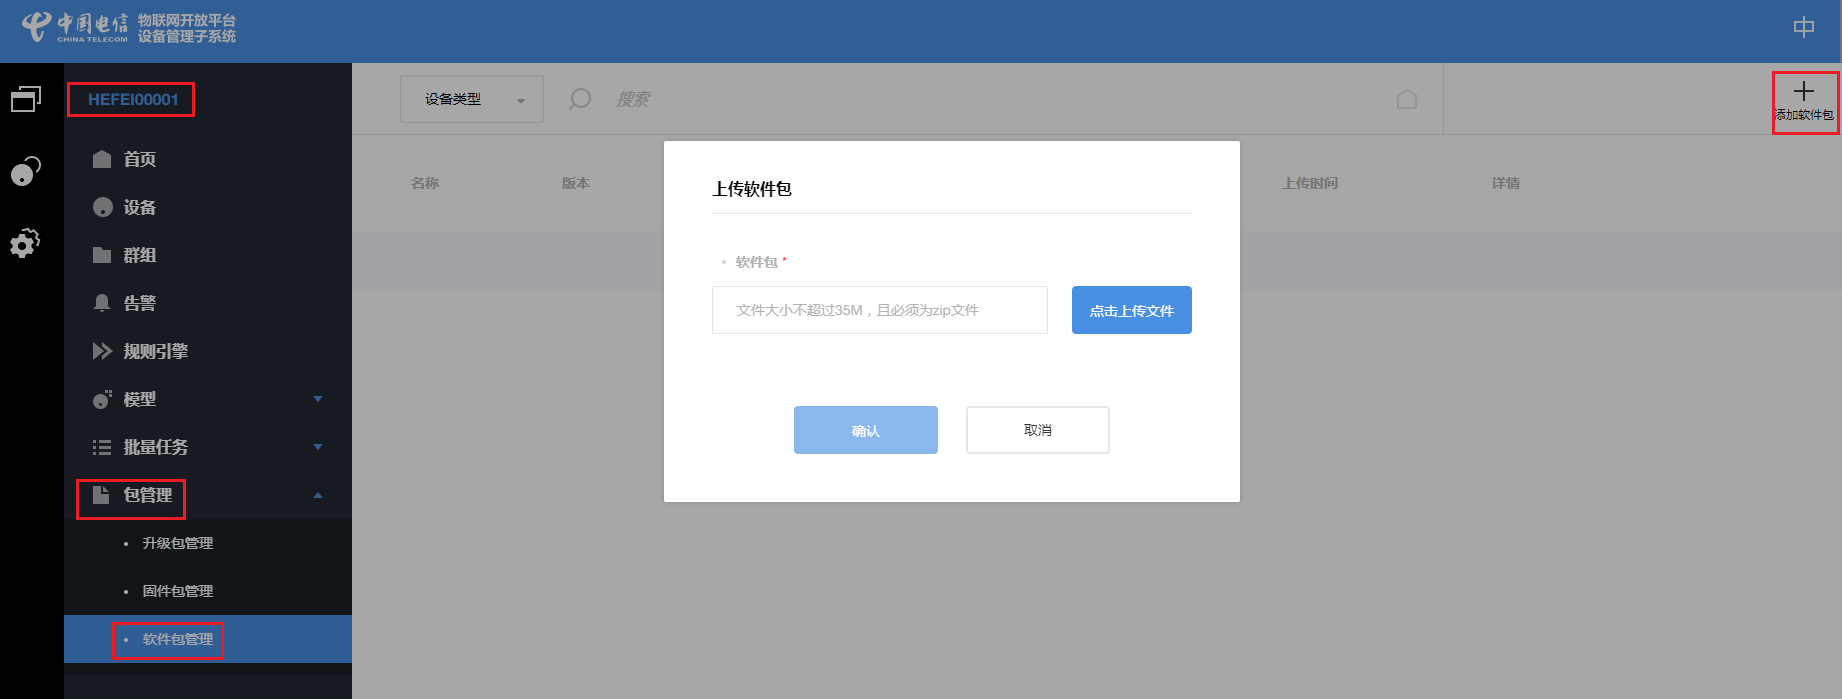 中国电信
CHINA TELECOM
物联网开放平台
设备管理子系统
中
HEFEI00001
首页
设备
群组
告警
规则引擎
模型
批量任务
包管理
升级包管理
固件包管理
软件包管理
设备类型
搜索
添加软件包
名称
版本
上传时间
详情
上传软件包
软件包 *
文件大小不超过35M，且必须为zip文件
点击上传文件
确认
取消